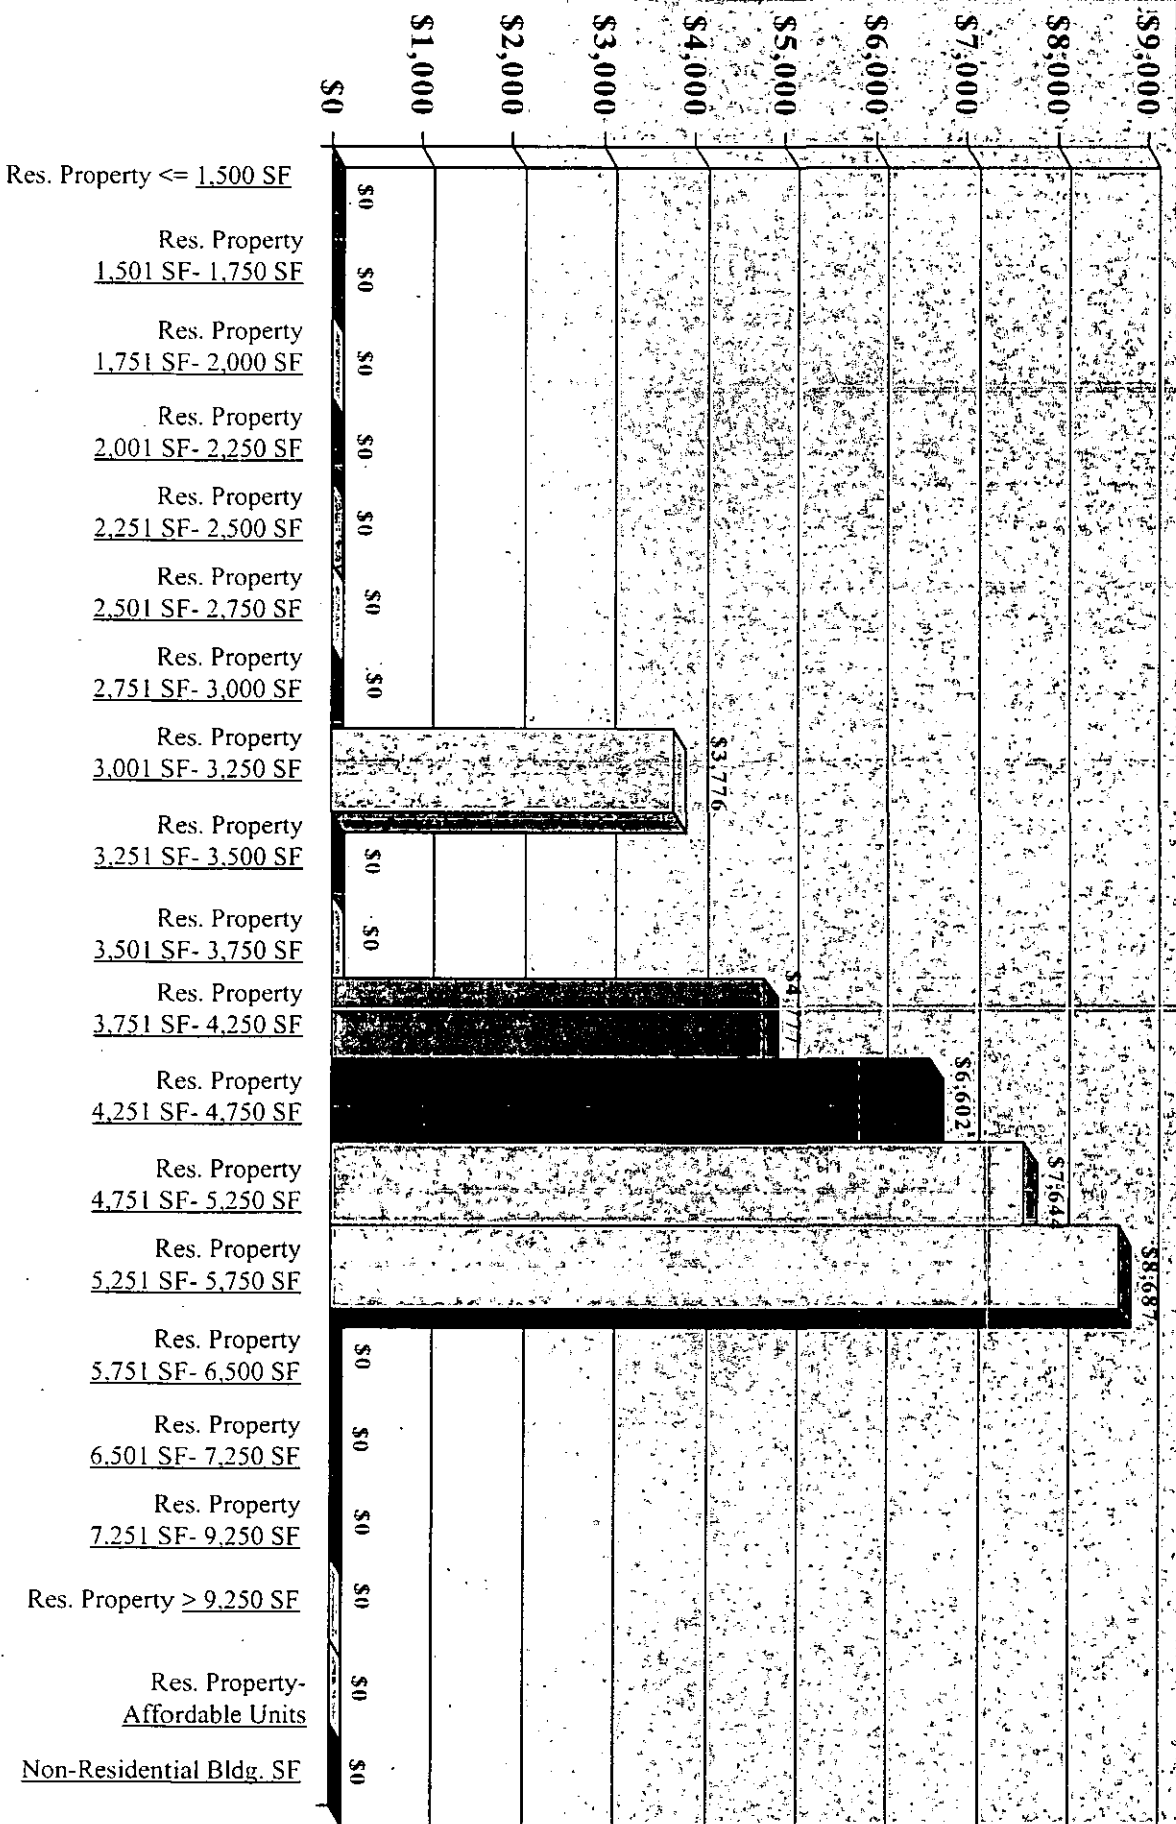 $9,000
$8,000
$7,000
$6,000
$5,000
$4,000
$3,000
$2,000
$1,000
$0
Res. Property <= 1,500 SF
$0
Res. Property
1,501 SF- 1,750 SF
$0
Res. Property
1,751 SF- 2,000 SF
$0
Res. Property
2,001 SF- 2,250 SF
$0
Res. Property
2,251 SF- 2,500 SF
$0
Res. Property
2,501 SF- 2,750 SF
$0
Res. Property
2,751 SF- 3,000 SF
$0
Res. Property
3,001 SF- 3,250 SF
$3,776
Res. Property
3,251 SF- 3,500 SF
$0
Res. Property
3,501 SF- 3,750 SF
$0
Res. Property
3,751 SF- 4,250 SF
Res. Property
4,251 SF- 4,750 SF
$6,602
Res. Property
4,751 SF- 5,250 SF
$7,644
Res. Property
5,251 SF- 5,750 SF
$8,687
Res. Property
5,751 SF- 6,500 SF
$0
Res. Property
6,501 SF- 7,250 SF
$0
Res. Property
7,251 SF- 9,250 SF
$0
Res. Property > 9,250 SF
$0
Res. Property-
Affordable Units
$0
Non-Residential Bldg. SF
$0